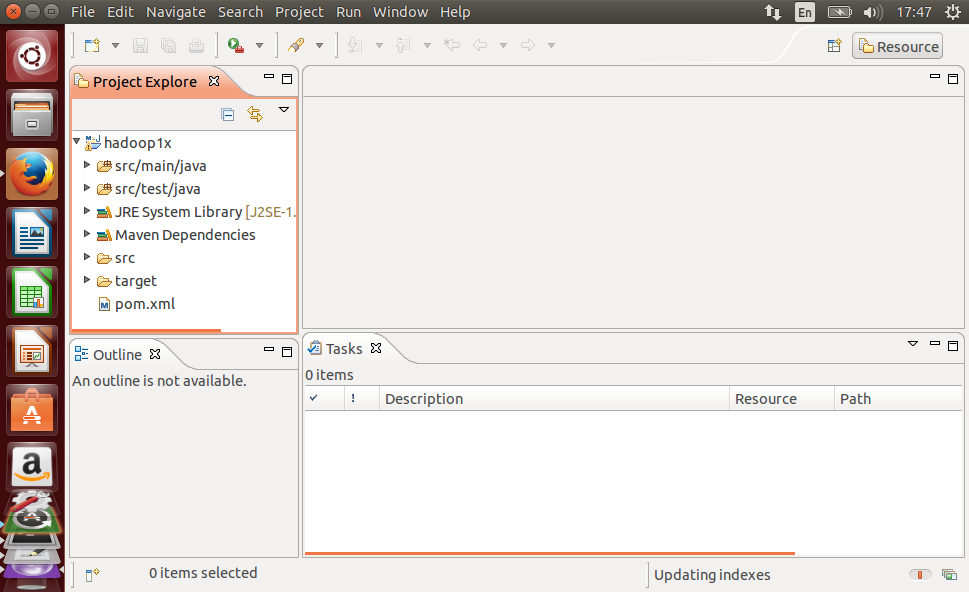 File Edit Navigate Search Project Run Window Help En 17:47
Resource
Project Explore
hadoop1x
src/main/java
src/test/java
JRE System Library [J2SE-1.
Maven Dependencies
src
target
pom.xml
Outline
An outline is not available.
Tasks
0 items
! Description Resource Path
0 items selected
Updating indexes